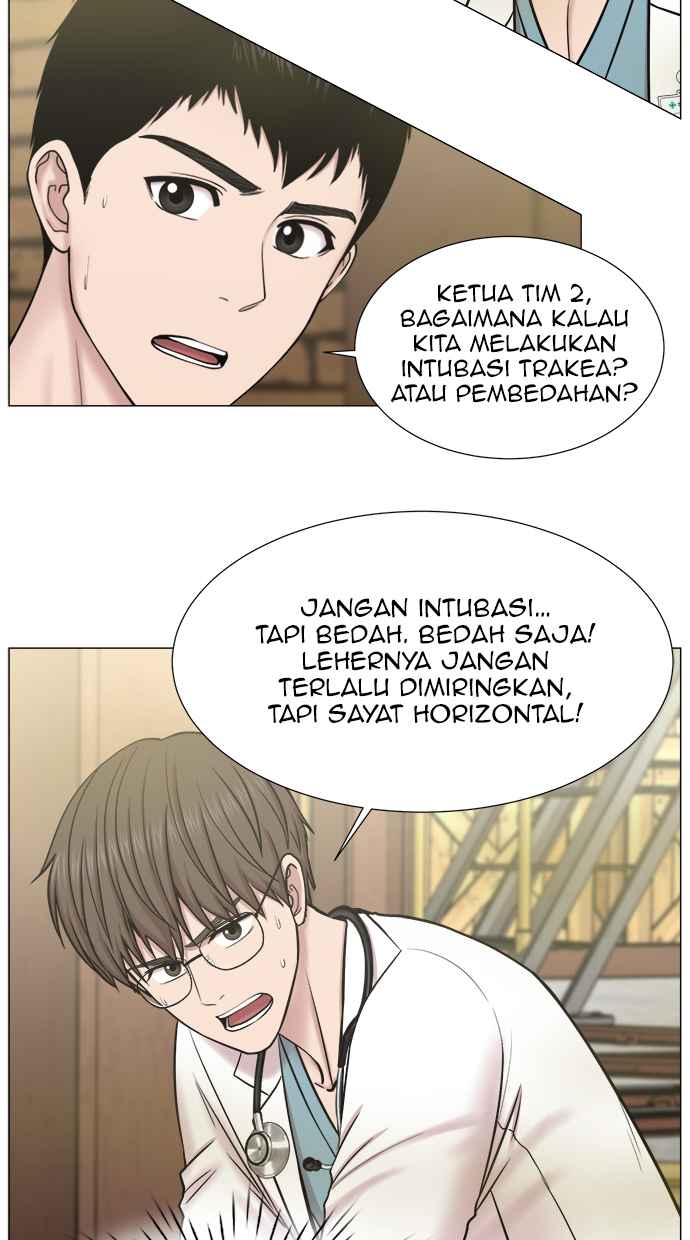 KETUA TIM 2,
BAGAIMANA KALAU
KITA MELAKUKAN
INTUBASI TRAKEA?
ATAU PEMBEDAHAN?
JANGAN INTUBASI...
TAPI BEDAH. BEDAH SAJA!
LEHERNYA JANGAN
TERLALU DIMIRINGKAN,
TAPI SAYAT HORIZONTAL!